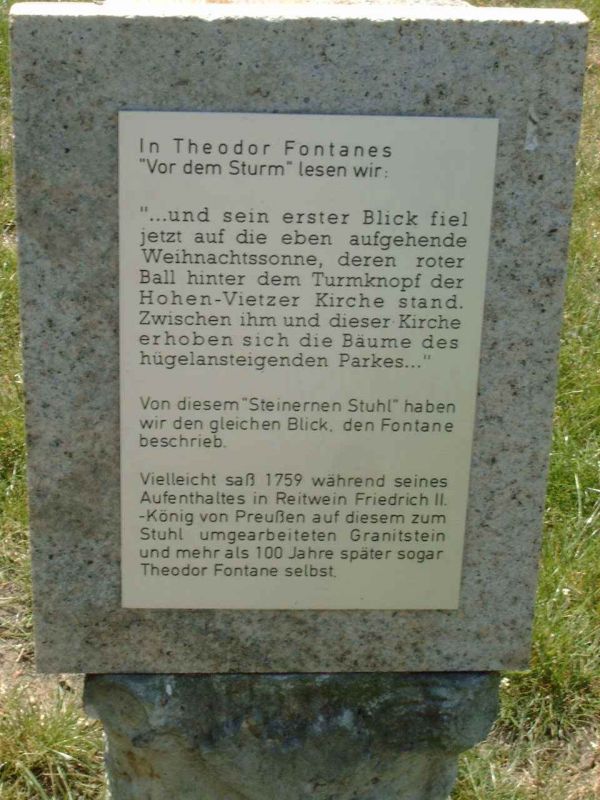 In Theodor Fontanes
"Vor dem Sturm" lesen wir:
"...und sein erster Blick fiel
jetzt auf die eben aufgehende
Weihnachtssonne, deren roter
Ball hinter dem Turmknopf der
Hohen-Vietzer Kirche stand.
Zwischen ihm und dieser Kirche
erhoben sich die Bäume des
hügelansteigenden Parkes..."
Von diesem "Steinernen Stuhl" haben
wir den gleichen Blick, den Fontane
beschrieb.
Vielleicht saß 1759 während seines
Aufenthaltes in Reitwein Friedrich II.
-König von Preußen auf diesem zum
Stuhl umgearbeiteten Granitstein
und mehr als 100 Jahre später sogar
Theodor Fontane selbst.